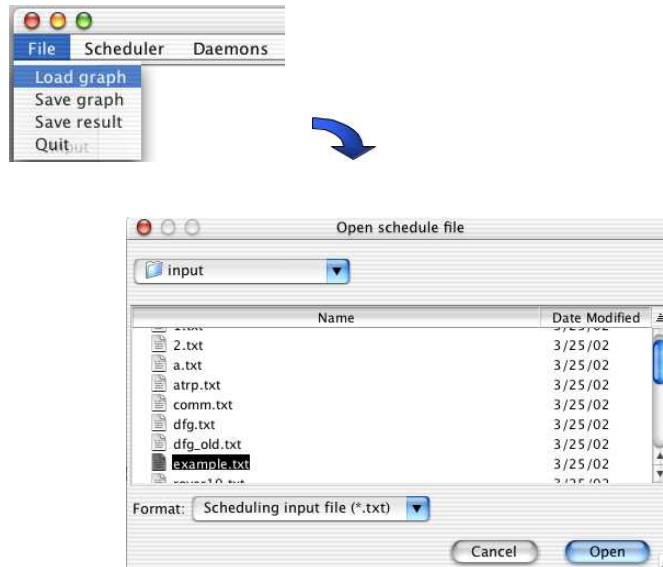 File Scheduler Daemons
Load graph
Save graph
Save result
Quit
Open schedule file
input
Name Date Modified
2.txt 3/25/02
a.txt 3/25/02
atrp.txt 3/25/02
comm.txt 3/25/02
dfg.txt 3/25/02
dfg_old.txt 3/25/02
example.txt 3/25/02
Format: Scheduling input file (*.txt)
Cancel Open